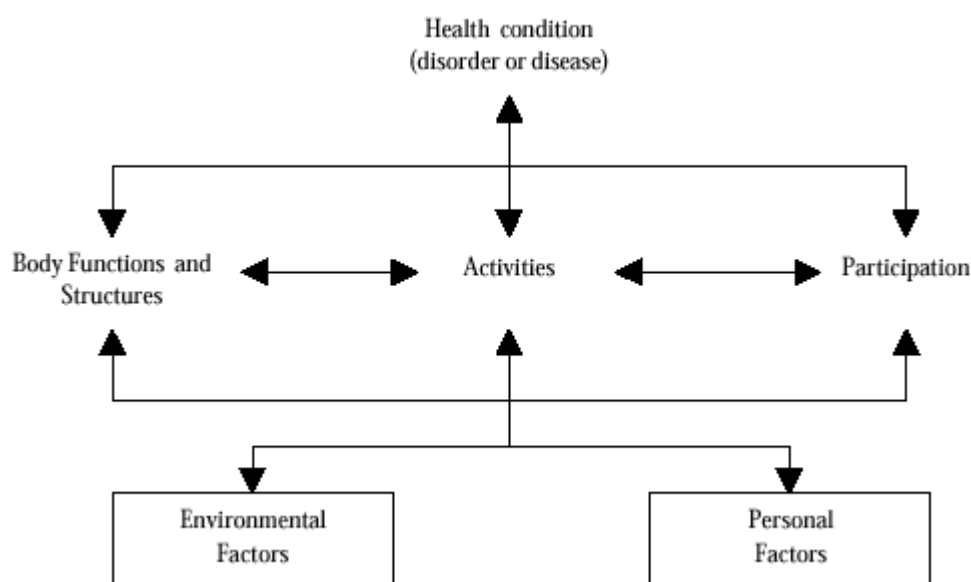 Health condition
(disorder or disease)
Body Functions and
Structures
Activities
Participation
Environmental
Factors
Personal
Factors